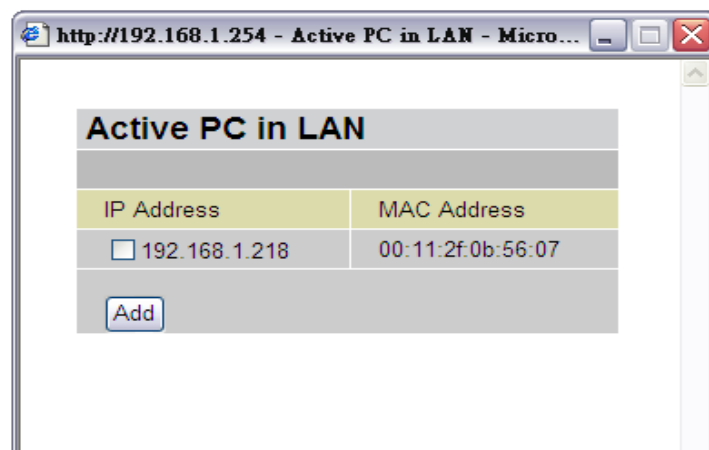 http://192.168.1.254 - Active PC in LAN - Micro...
Active PC in LAN
IP Address MAC Address
192.168.1.218 00:11:2f:0b:56:07
Add